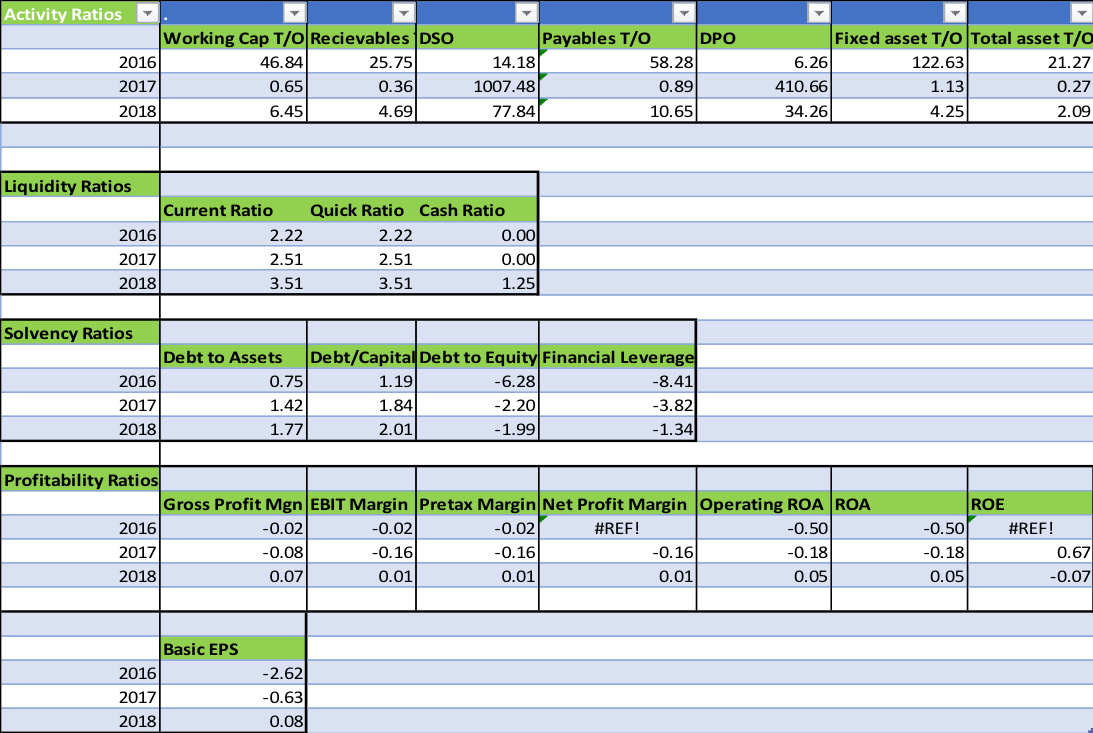 Activity Ratios .
Working Cap T/O Recievables DSO Payables T/O DPO Fixed asset T/O Total asset T/O
2016 46.84 25.75 14.18 58.28 6.26 122.63 21.27
2017 0.65 0.36 1007.48 0.89 410.66 1.13 0.27
2018 6.45 4.69 77.84 10.65 34.26 4.25 2.09
Liquidity Ratios
Current Ratio Quick Ratio Cash Ratio
2016 2.22 2.22 0.00
2017 2.51 2.51 0.00
2018 3.51 3.51 1.25
Solvency Ratios
Debt to Assets Debt/Capital Debt to Equity Financial Leverage
2016 0.75 1.19 -6.28 -8.41
2017 1.42 1.84 -2.20 -3.82
2018 1.77 2.01 -1.99 -1.34
Profitability Ratios
Gross Profit Mgn EBIT Margin Pretax Margin Net Profit Margin Operating ROA ROA ROE
2016 -0.02 -0.02 -0.02 #REF! -0.50 -0.50 #REF!
2017 -0.08 -0.16 -0.16 -0.16 -0.18 -0.18 0.67
2018 0.07 0.01 0.01 0.01 0.05 0.05 -0.07
Basic EPS
2016 -2.62
2017 -0.63
2018 0.08